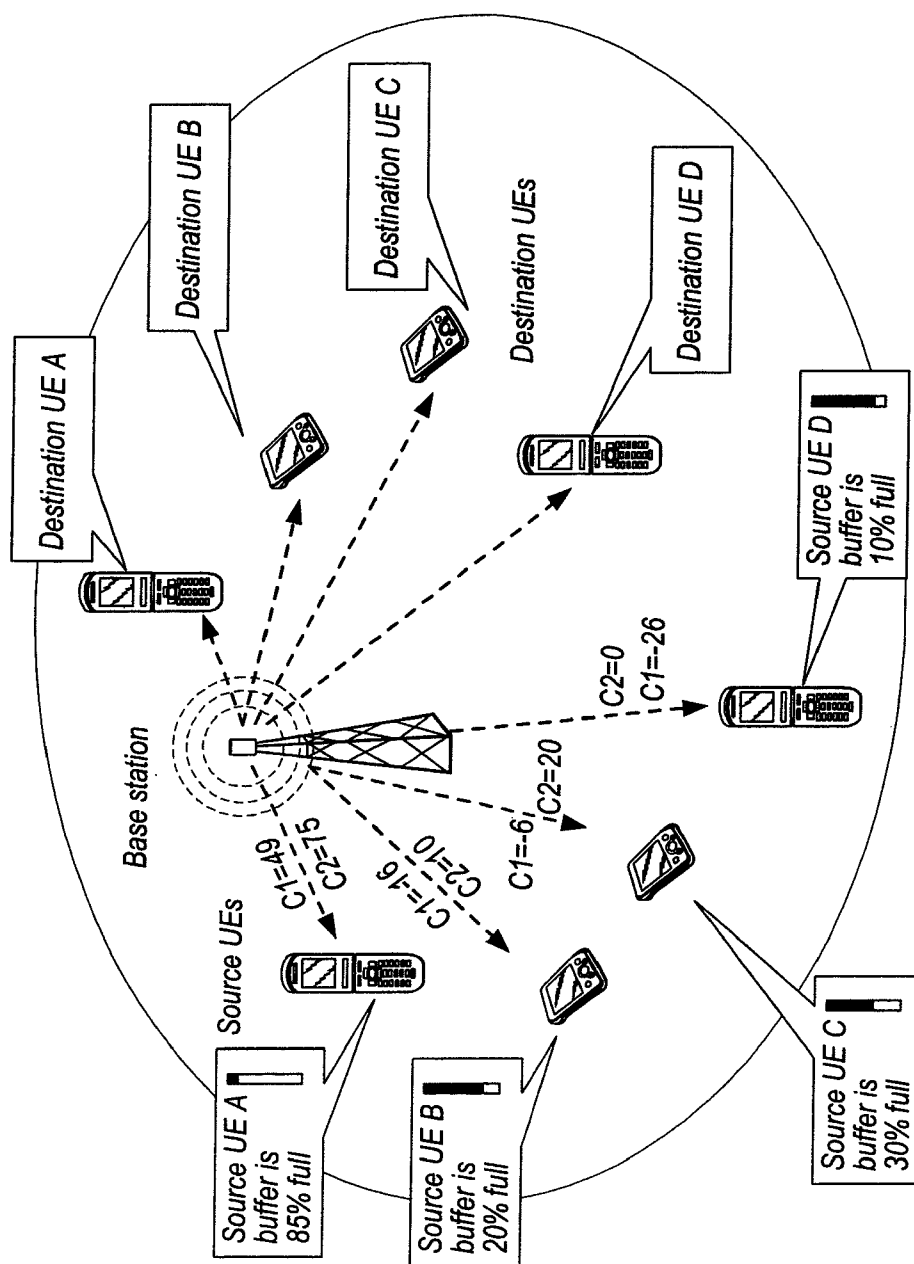 Base station
Source UEs
Destination UEs
Destination UE A
Destination UE B
Destination UE C
Destination UE D
Source UE A
buffer is
85% full
Source UE B
buffer is
20% full
Source UE C
buffer is
30% full
Source UE D
buffer is
10% full
C1=49
C2=75
C1=-16
C2=10
C1=-6
C2=20
C2=0
C1=-26